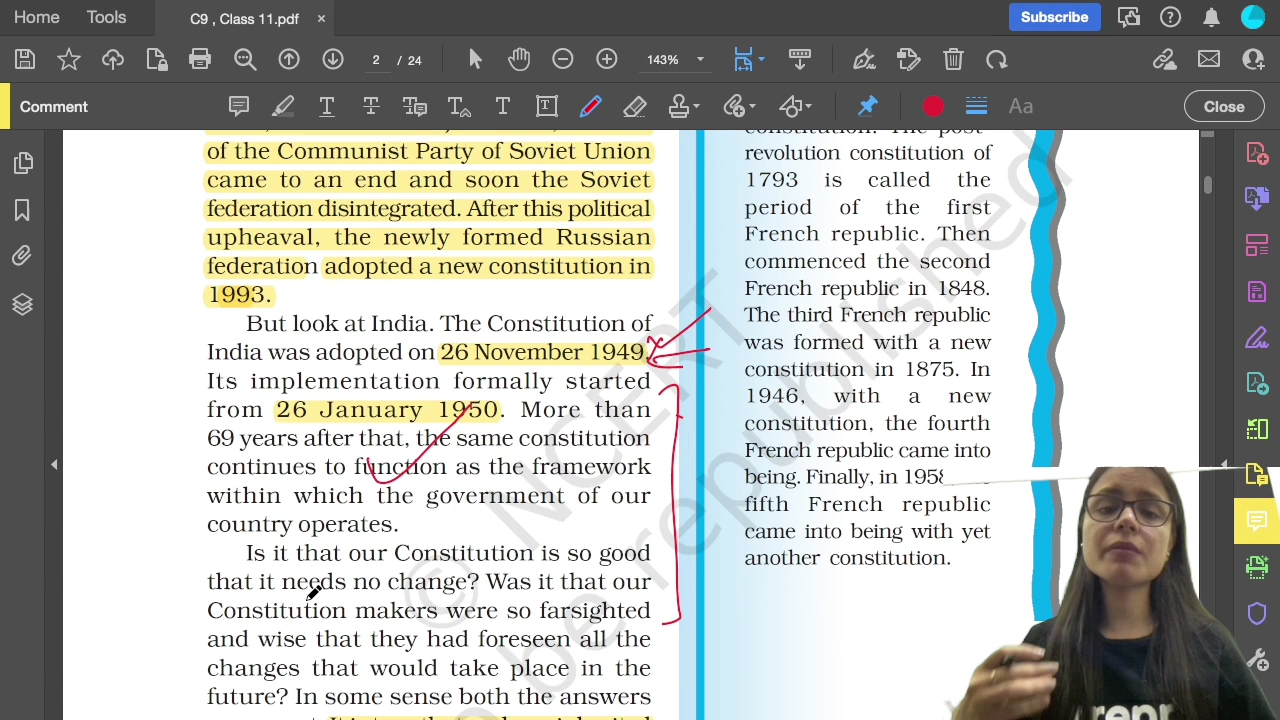 Home
Tools
C9 , Class 11.pdf
×
Subscribe
2 / 24
143%
Comment
Aa
Close
of the Communist Party of Soviet Union
came to an end and soon the Soviet
federation disintegrated. After this political
upheaval, the newly formed Russian
federation adopted a new constitution in
1993.
But look at India. The Constitution of
India was adopted on 26 November 1949.
Its implementation formally started
from 26 January 1950. More than
69 years after that, the same constitution
continues to function as the framework
within which the government of our
country operates.
Is it that our Constitution is so good
that it needs no change? Was it that our
Constitution makers were so farsighted
and wise that they had foreseen all the
changes that would take place in the
future? In some sense both the answers
constitution. The post-
revolution constitution of
1793 is called the
period of the first
French republic. Then
commenced the second
French republic in 1848.
The third French republic
was formed with a new
constitution in 1875. In
1946, with a new
constitution, the fourth
French republic came into
being. Finally, in 1958
fifth French republic
came into being with yet
another constitution.
© NCERT
be republished